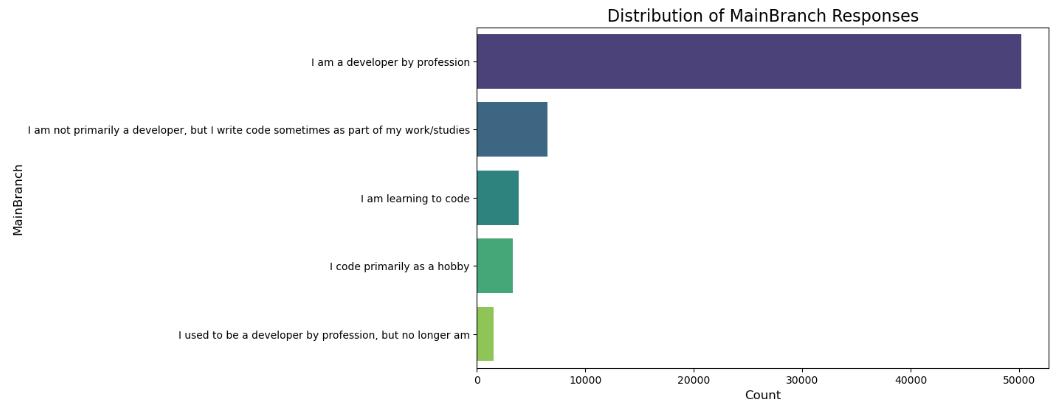 Distribution of MainBranch Responses
MainBranch
I am a developer by profession
I am not primarily a developer, but I write code sometimes as part of my work/studies
I am learning to code
I code primarily as a hobby
I used to be a developer by profession, but no longer am
0 10000 20000 30000 40000 50000
Count